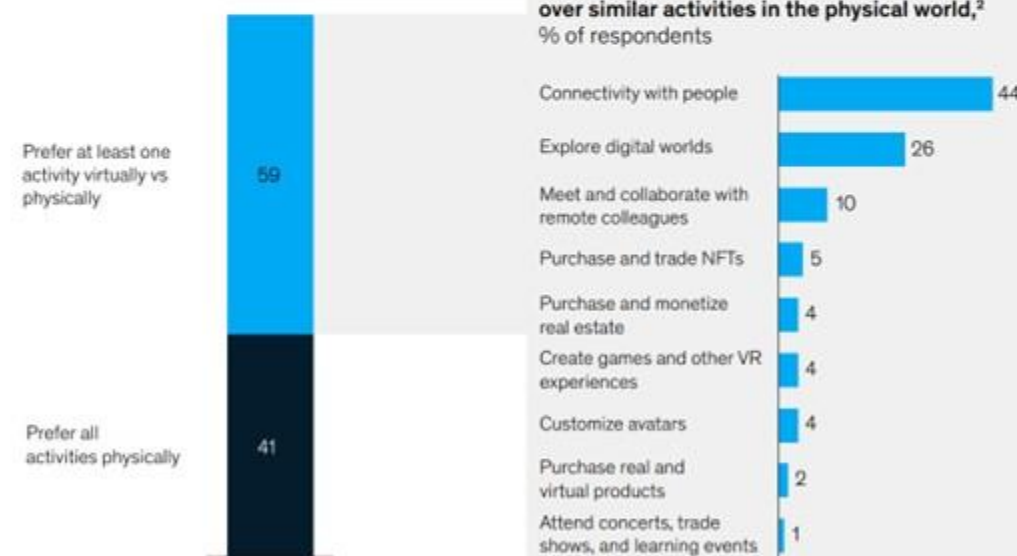 over similar activities in the physical world,²
% of respondents
Prefer at least one
activity virtually vs
physically
59
Prefer all
activities physically
41
Connectivity with people
44
Explore digital worlds
26
Meet and collaborate with
remote colleagues
10
Purchase and trade NFTs
5
Purchase and monetize
real estate
4
Create games and other VR
experiences
4
Customize avatars
4
Purchase real and
virtual products
2
Attend concerts, trade
shows, and learning events
1